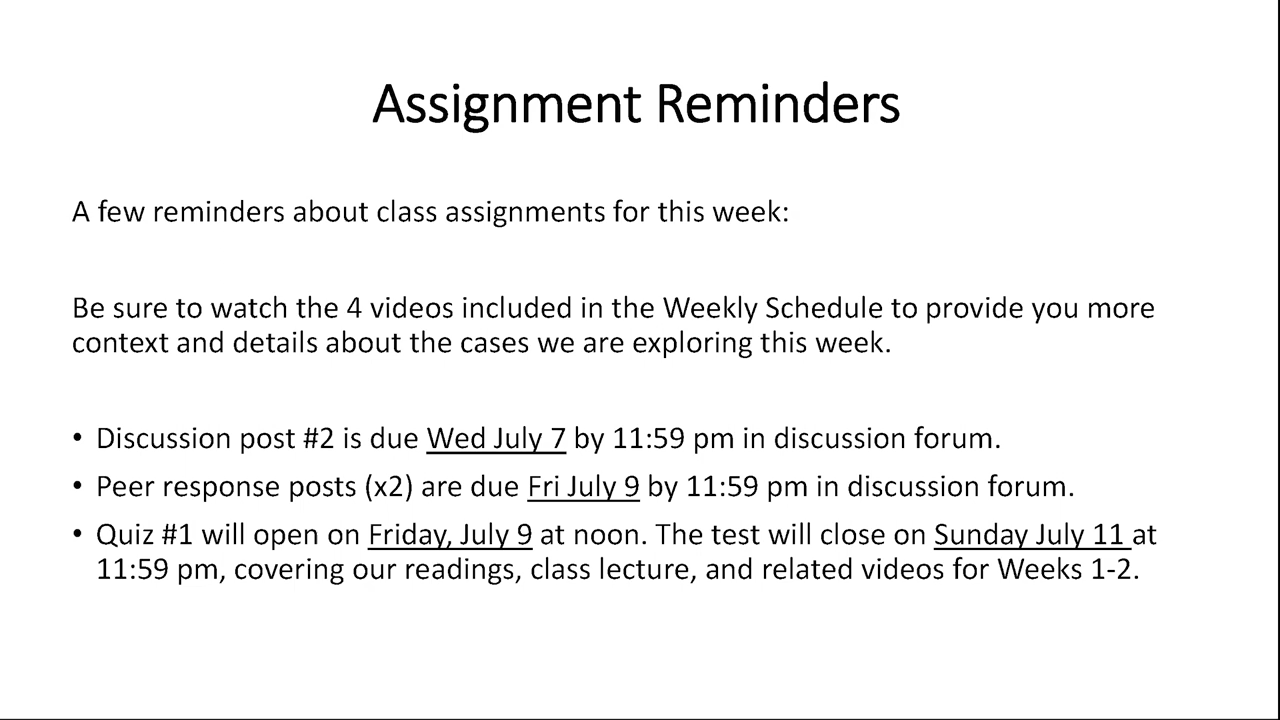 Assignment Reminders
A few reminders about class assignments for this week:
Be sure to watch the 4 videos included in the Weekly Schedule to provide you more
context and details about the cases we are exploring this week.
• Discussion post #2 is due Wed July 7 by 11:59 pm in discussion forum.
• Peer response posts (x2) are due Fri July 9 by 11:59 pm in discussion forum.
• Quiz #1 will open on Friday, July 9 at noon. The test will close on Sunday July 11 at
11:59 pm, covering our readings, class lecture, and related videos for Weeks 1-2.